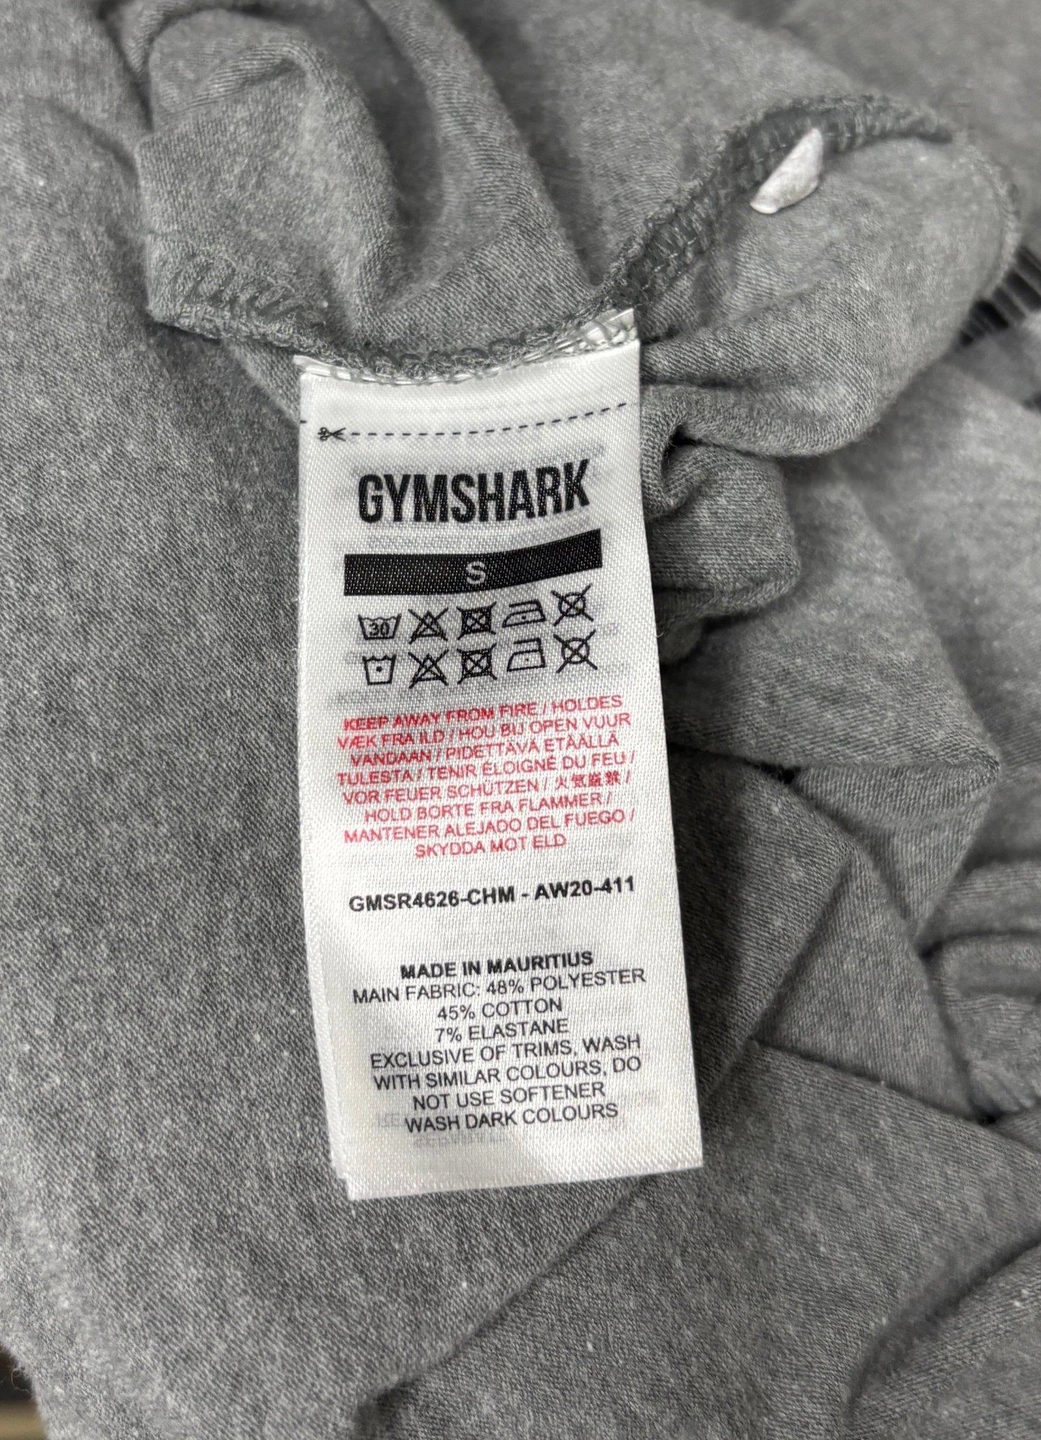 GYMSHARK
S
30
KEEP AWAY FROM FIRE / HOLDES
VÆK FRA ILD / HOU BIJ OPEN VUUR
VANDAAN / PIDETTÄVÄ ETÄÄLLÄ
TULESTA / TENIR ÉLOIGNÉ DU FEU /
VOR FEUER SCHÜTZEN / 火気厳禁 /
HOLD BORTE FRA FLAMMER /
MANTENER ALEJADO DEL FUEGO /
SKYDDA MOT ELD
GMSR4626-CHM - AW20-411
MADE IN MAURITIUS
MAIN FABRIC: 48% POLYESTER
45% COTTON
7% ELASTANE
EXCLUSIVE OF TRIMS, WASH
WITH SIMILAR COLOURS, DO
NOT USE SOFTENER
WASH DARK COLOURS